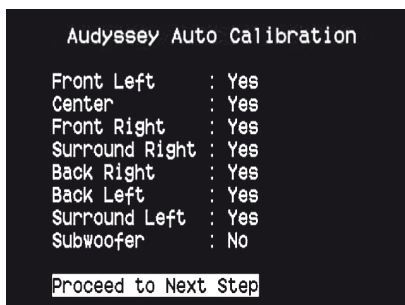 Audyssey Auto Calibration
Front Left : Yes
Center : Yes
Front Right : Yes
Surround Right : Yes
Back Right : Yes
Back Left : Yes
Surround Left : Yes
Subwoofer : No
Proceed to Next Step